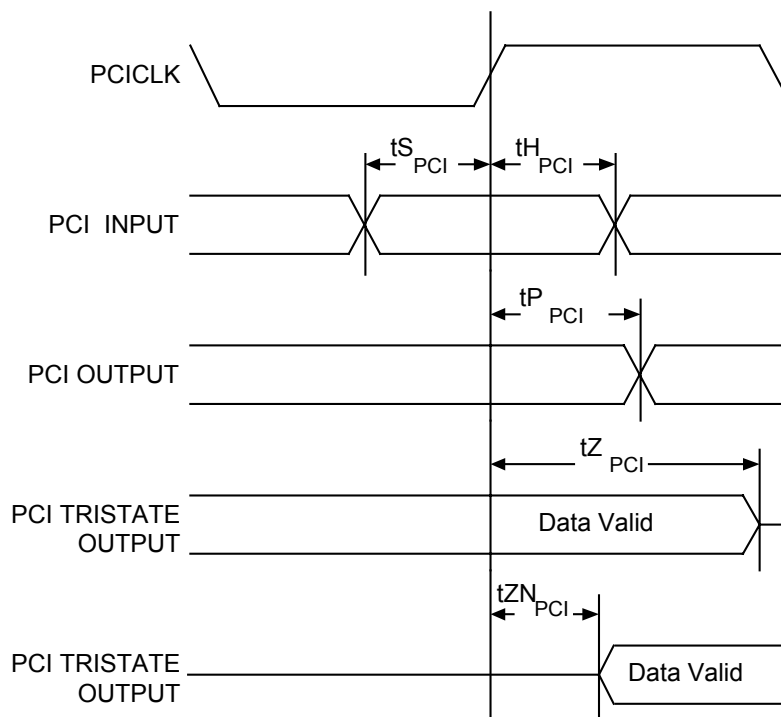 PCICLK
tS PCI
tH PCI
PCI INPUT
tP PCI
PCI OUTPUT
tZ PCI
PCI TRISTATE
OUTPUT
Data Valid
tZN PCI
PCI TRISTATE
OUTPUT
Data Valid